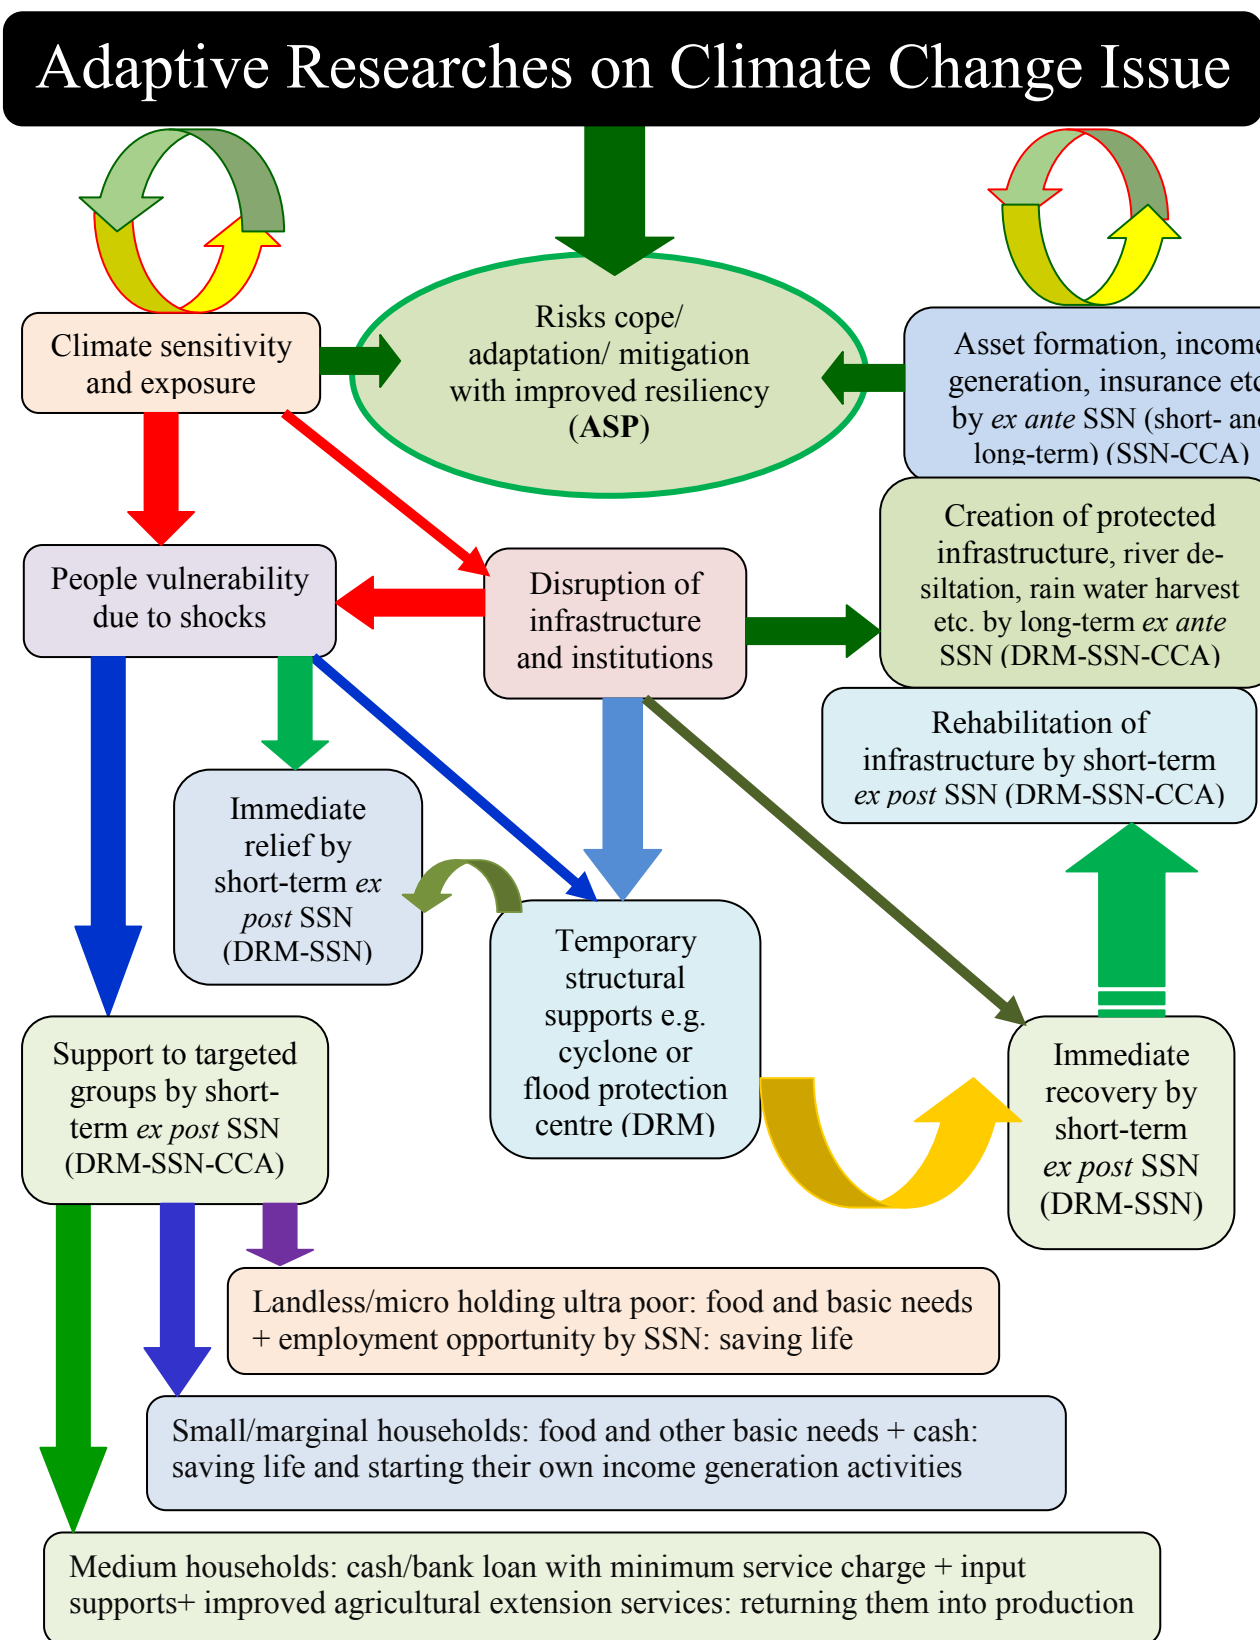 Adaptive Researches on Climate Change Issue
Risks cope/
adaptation/ mitigation
with improved resiliency
(ASP)
Climate sensitivity
and exposure
Asset formation, income
generation, insurance etc
by ex ante SSN (short- and
long-term) (SSN-CCA)
Creation of protected
infrastructure, river de-
siltation, rain water harvest
etc. by long-term ex ante
SSN (DRM-SSN-CCA)
People vulnerability
due to shocks
Disruption of
infrastructure
and institutions
Rehabilitation of
infrastructure by short-term
ex post SSN (DRM-SSN-CCA)
Immediate
relief by
short-term ex
post SSN
(DRM-SSN)
Temporary
structural
supports e.g.
cyclone or
flood protection
centre (DRM)
Support to targeted
groups by short-
term ex post SSN
(DRM-SSN-CCA)
Immediate
recovery by
short-term
ex post SSN
(DRM-SSN)
Landless/micro holding ultra poor: food and basic needs
+ employment opportunity by SSN: saving life
Small/marginal households: food and other basic needs + cash:
saving life and starting their own income generation activities
Medium households: cash/bank loan with minimum service charge + input
supports+ improved agricultural extension services: returning them into production